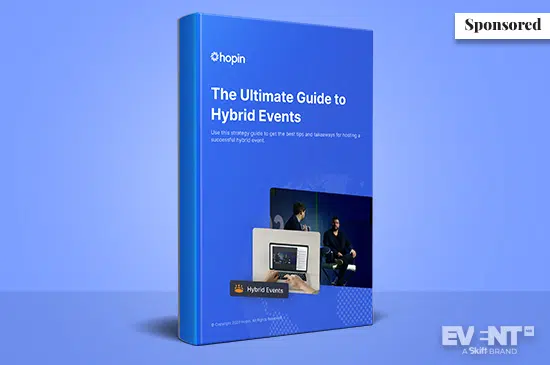 Sponsored
hopin
The Ultimate Guide to
Hybrid Events
Use this strategy guide to get the best tips and takeaways for hosting a
successful hybrid event.
Hybrid Events
EVENT
A Skift BRAND